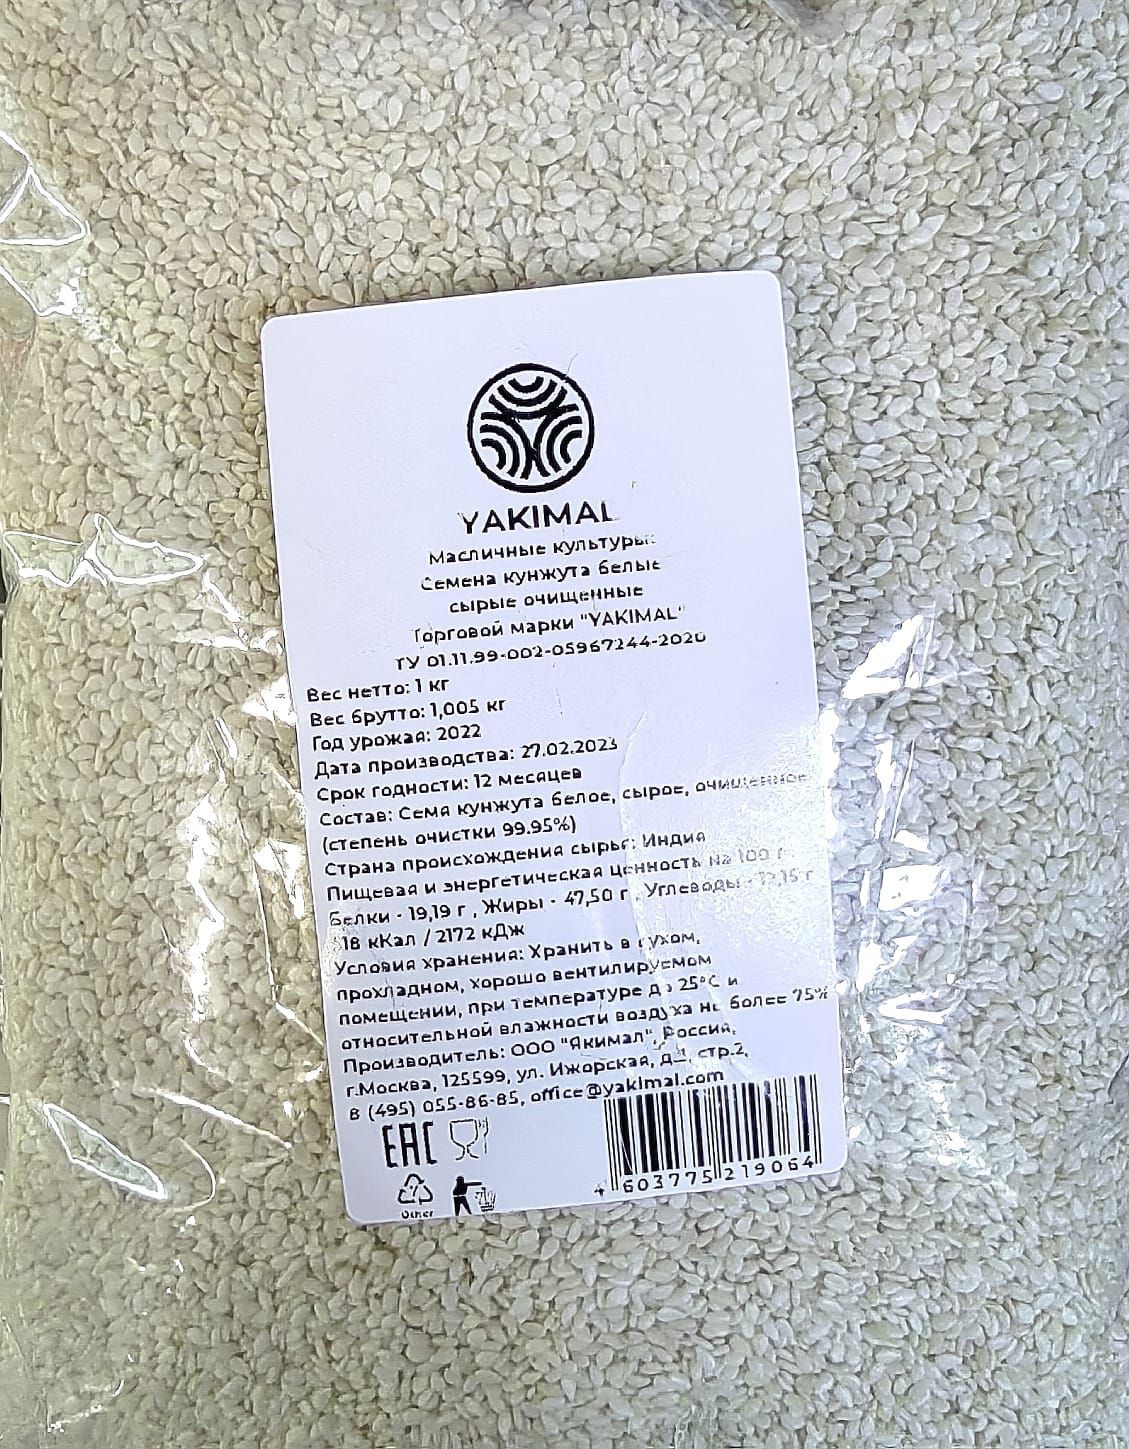 YAKIMAL
Масличные культуры:
Семена кунжута белые
сырые очищенные
Торговой марки "YAKIMAL"
ТУ 01.11.99-002-05967244-2020
Вес нетто: 1 кг
Вес брутто: 1,005 кг
Год урожая: 2022
Дата производства: 27.02.2023
Срок годности: 12 месяцев
Состав: Семя кунжута белое, сырое, очищенное
(степень очистки 99.95%)
Страна происхождения сырья: Индия
Пищевая и энергетическая ценность на 100 г
Белки - 19,19 г , Жиры - 47,50 г , Углеводы - 12,15 г
кКал / 2172 кДж
Условия хранения: Хранить в сухом,
прохладном, хорошо вентилируемом
помещении, при температуре до 25°С и
относительной влажности воздуха не более 75%
Производитель: ООО "Якимал", Россия,
г.Москва, 125599, ул. Ижорская, стр.2,
8 (495) 055-86-85, office@yakimal.com
EAC
7
Other
4 603775 219064